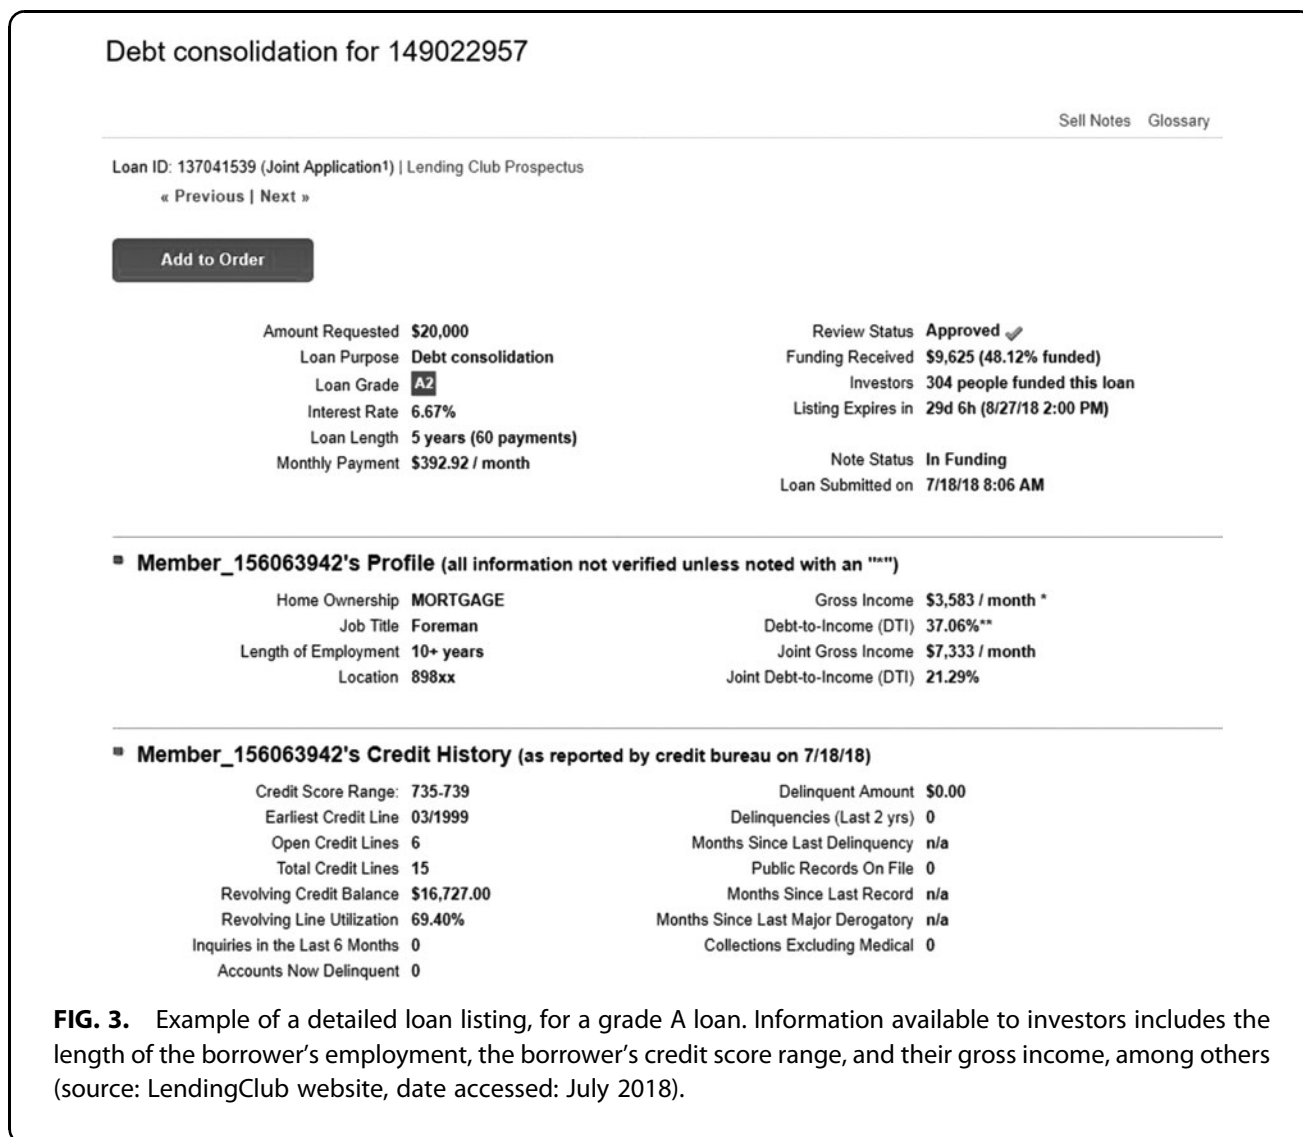 Debt consolidation for 149022957
Sell Notes Glossary
Loan ID: 137041539 (Joint Application¹) | Lending Club Prospectus
« Previous | Next »
Add to Order
Amount Requested $20,000
Loan Purpose Debt consolidation
Loan Grade A2
Interest Rate 6.67%
Loan Length 5 years (60 payments)
Monthly Payment $392.92 / month
Review Status Approved ✓
Funding Received $9,625 (48.12% funded)
Investors 304 people funded this loan
Listing Expires in 29d 6h (8/27/18 2:00 PM)
Note Status In Funding
Loan Submitted on 7/18/18 8:06 AM
Member_156063942's Profile (all information not verified unless noted with an "*")
Home Ownership MORTGAGE
Job Title Foreman
Length of Employment 10+ years
Location 898xx
Gross Income $3,583 / month *
Debt-to-Income (DTI) 37.06%**
Joint Gross Income $7,333 / month
Joint Debt-to-Income (DTI) 21.29%
Member_156063942's Credit History (as reported by credit bureau on 7/18/18)
Credit Score Range: 735-739
Earliest Credit Line 03/1999
Open Credit Lines 6
Total Credit Lines 15
Revolving Credit Balance $16,727.00
Revolving Line Utilization 69.40%
Inquiries in the Last 6 Months 0
Accounts Now Delinquent 0
Delinquent Amount $0.00
Delinquencies (Last 2 yrs) 0
Months Since Last Delinquency n/a
Public Records On File 0
Months Since Last Record n/a
Months Since Last Major Derogatory n/a
Collections Excluding Medical 0
FIG. 3. Example of a detailed loan listing, for a grade A loan. Information available to investors includes the
length of the borrower's employment, the borrower's credit score range, and their gross income, among others
(source: LendingClub website, date accessed: July 2018).